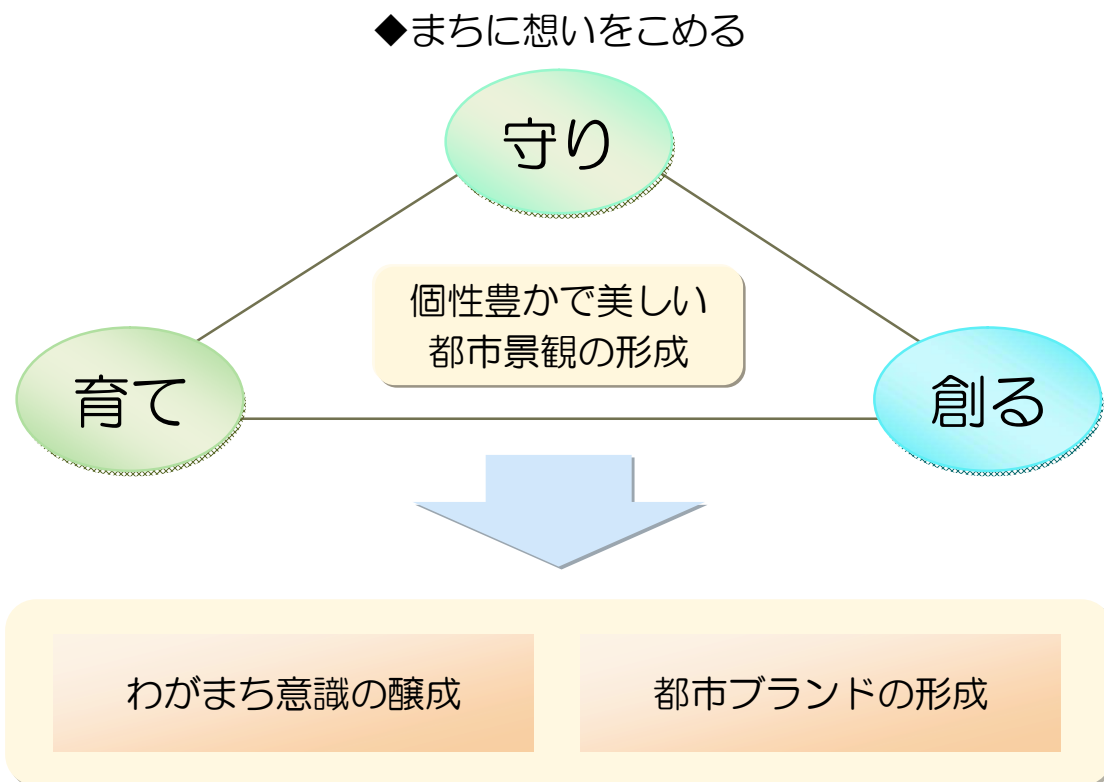 ◆まちに想いをこめる
守り
個性豊かで美しい
都市景観の形成
育て
創る
わがまち意識の醸成
都市ブランドの形成